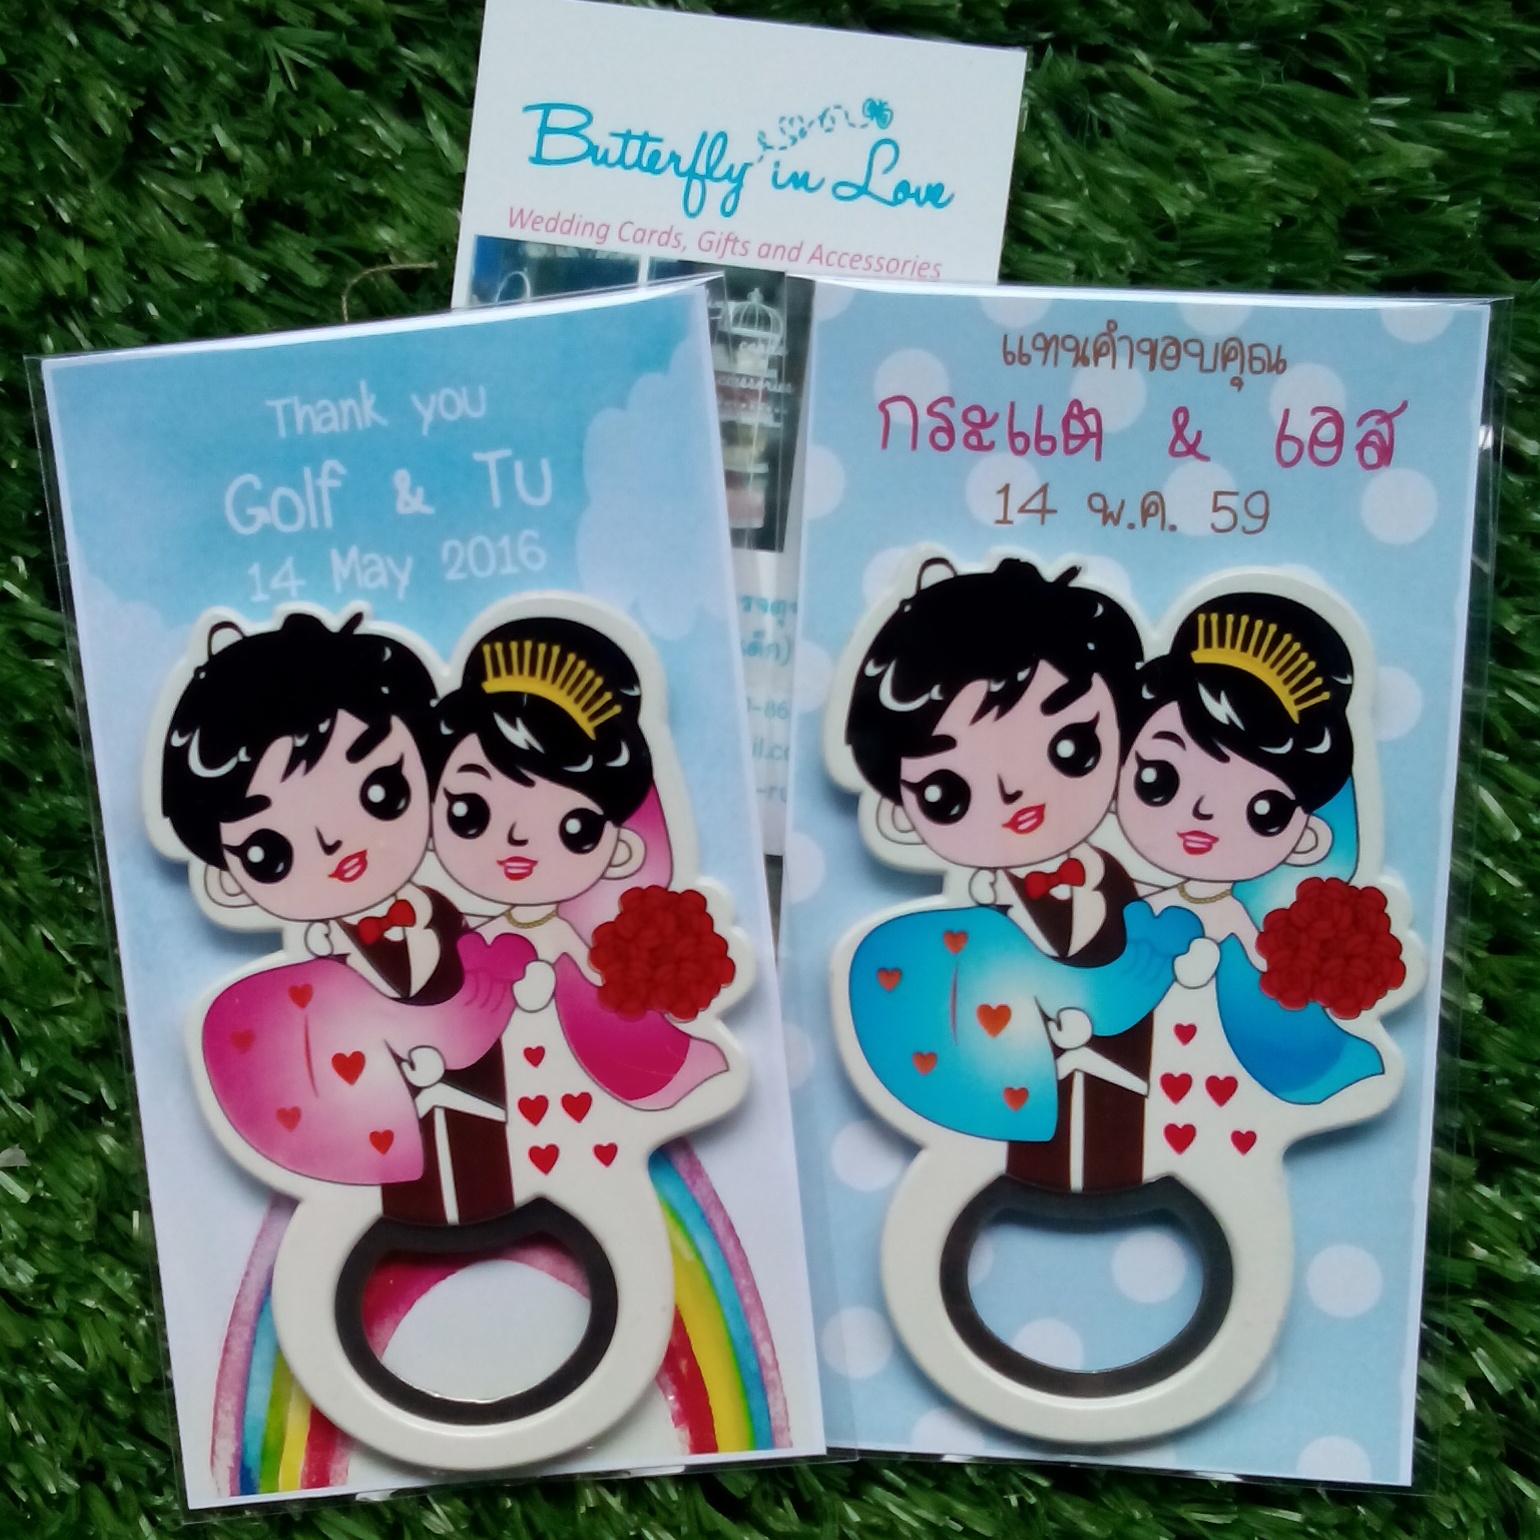 Butterfly in Love
Wedding Cards, Gifts and Accessories
Thank you
Golf & Tu
14 May 2016
แทนคำขอบคุณ
กระแต & เอส
14 พ.ค. 59